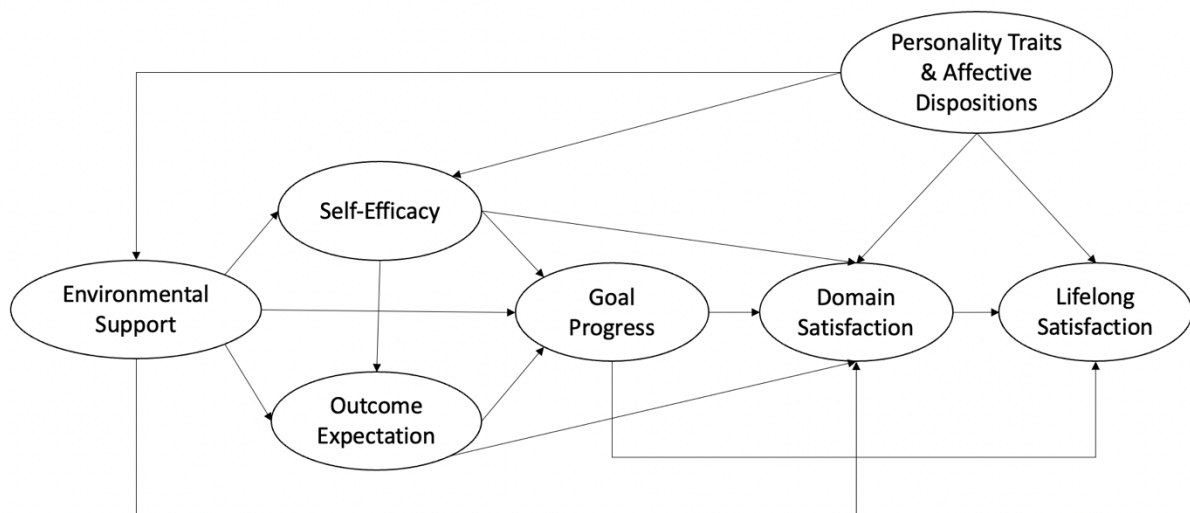 Personality Traits
& Affective
Dispositions
Self-Efficacy
Environmental
Support
Goal
Progress
Domain
Satisfaction
Lifelong
Satisfaction
Outcome
Expectation